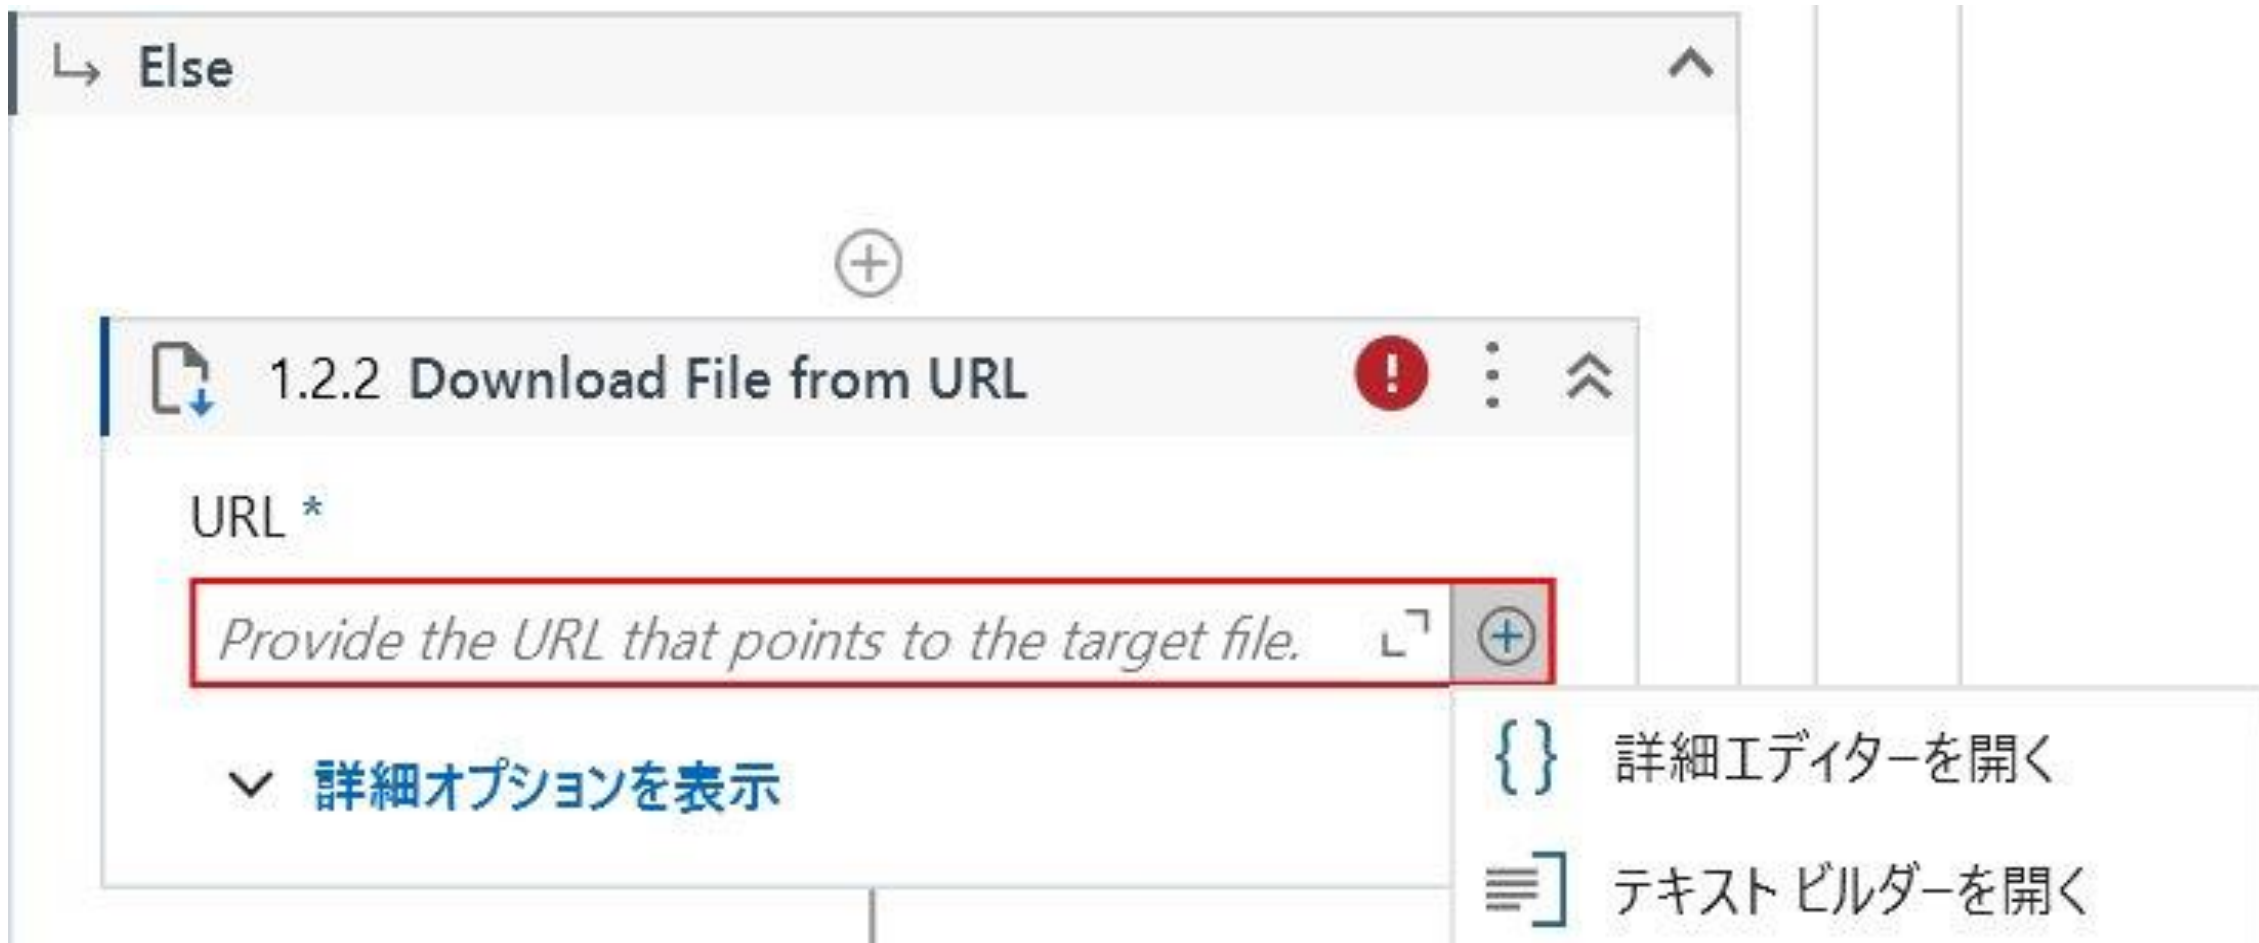 Else
1.2.2 Download File from URL
URL *
Provide the URL that points to the target file.
詳細オプションを表示
詳細エディターを開く
テキスト ビルダーを開く